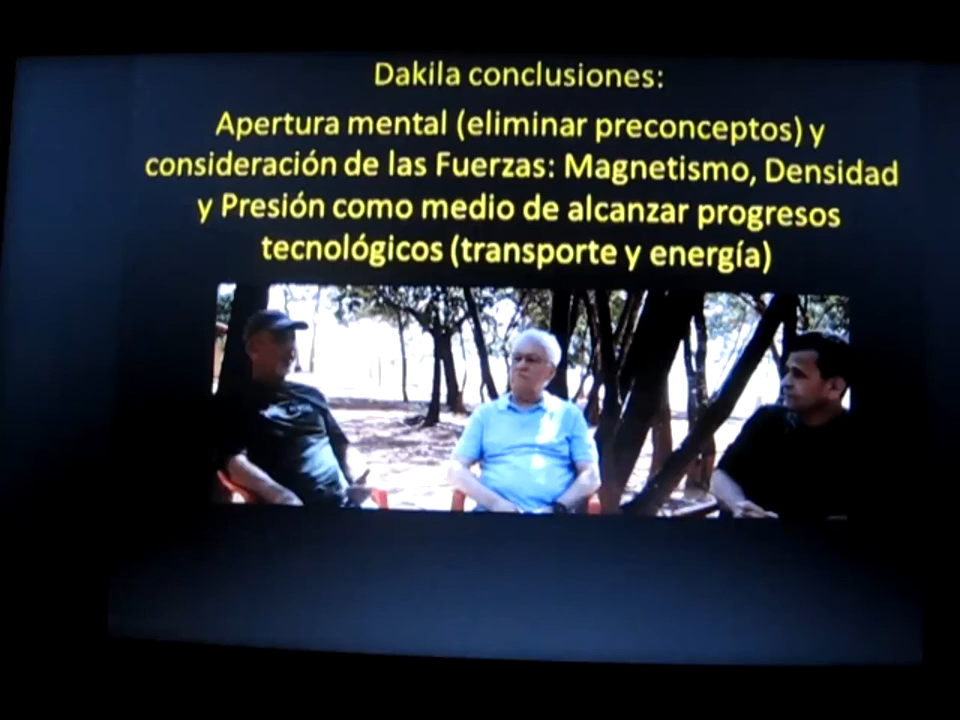 Dakila conclusiones:
Apertura mental (eliminar preconceptos) y
consideración de las Fuerzas: Magnetismo, Densidad
y Presión como medio de alcanzar progresos
tecnológicos (transporte y energía)